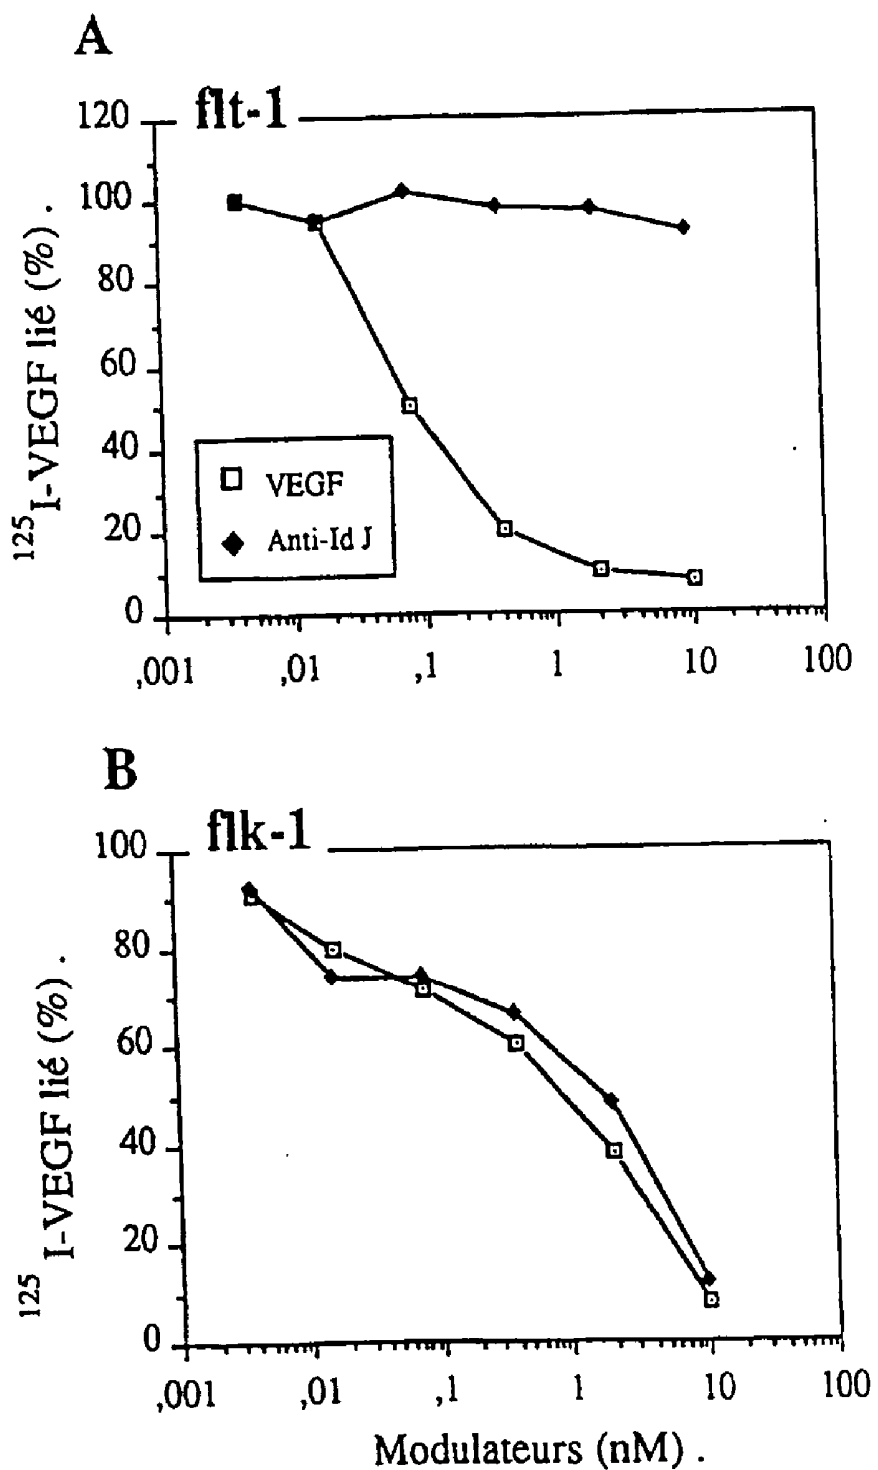 A
flt-1
120
100
80
60
40
20
0
125I-VEGF lié (%) .
VEGF
Anti-Id J
,001 ,01 ,1 1 10 100
B
flk-1
100
80
60
40
20
0
125I-VEGF lié (%) .
,001 ,01 ,1 1 10 100
Modulateurs (nM) .